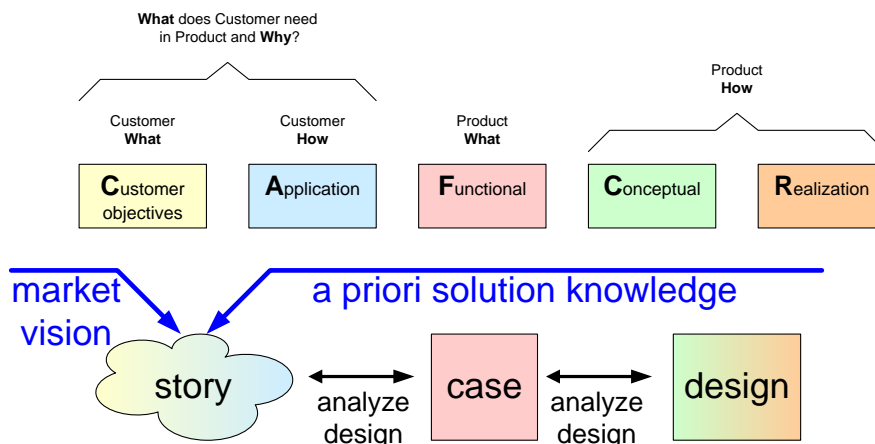 What does Customer need
in Product and Why?
Product
How
Customer
What
Customer
How
Product
What
Customer
objectives
Application
Functional
Conceptual
Realization
market
vision
a priori solution knowledge
story
case
design
analyze
design
analyze
design